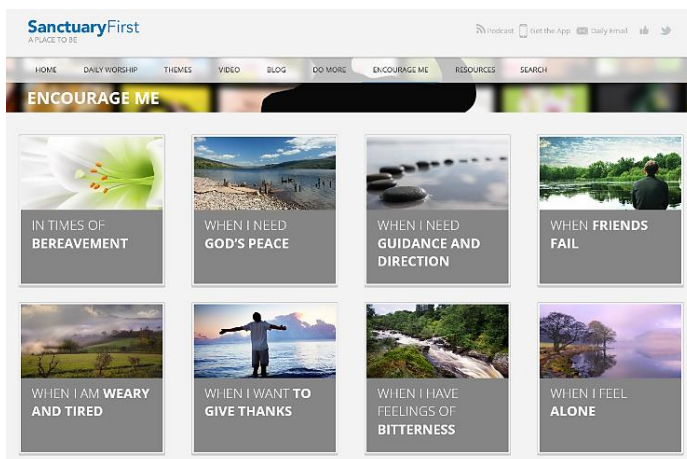 SanctuaryFirst
A PLACE TO BE
Podcast Get the App Daily Email
HOME DAILY WORSHIP THEMES VIDEO BLOG DO MORE ENCOURAGE ME RESOURCES SEARCH
ENCOURAGE ME
IN TIMES OF
BEREAVEMENT
WHEN I NEED
GOD'S PEACE
WHEN I NEED
GUIDANCE AND
DIRECTION
WHEN FRIENDS
FAIL
WHEN I AM WEARY
AND TIRED
WHEN I WANT TO
GIVE THANKS
WHEN I HAVE
FEELINGS OF
BITTERNESS
WHEN I FEEL
ALONE